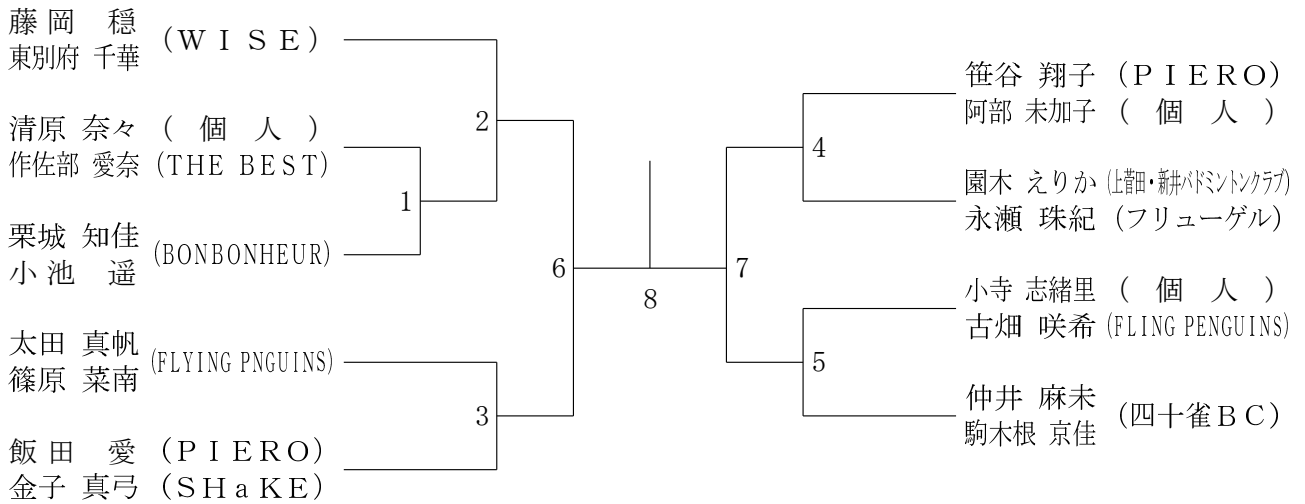 藤岡 穏 (ＷＩＳＥ)
東別府 千華
清原 奈々 (個人)
作佐部 愛奈 (THE BEST)
栗城 知佳 (BONBONHEUR)
小池 遥
太田 真帆 (FLYING PNGUINS)
篠原 菜南
飯田 愛 (ＰＩＥＲＯ)
金子 真弓 (ＳＨａＫＥ)
2
1
3
6
8
7
4
5
笹谷 翔子 (ＰＩＥＲＯ)
阿部 未加子 (個人)
園木 えりか (上菅田・新井バドミントンクラブ)
永瀬 珠紀 (フリューゲル)
小寺 志緒里 (個人)
古畑 咲希 (FLING PENGUINS)
仲井 麻未 (四十雀ＢＣ)
駒木根 京佳